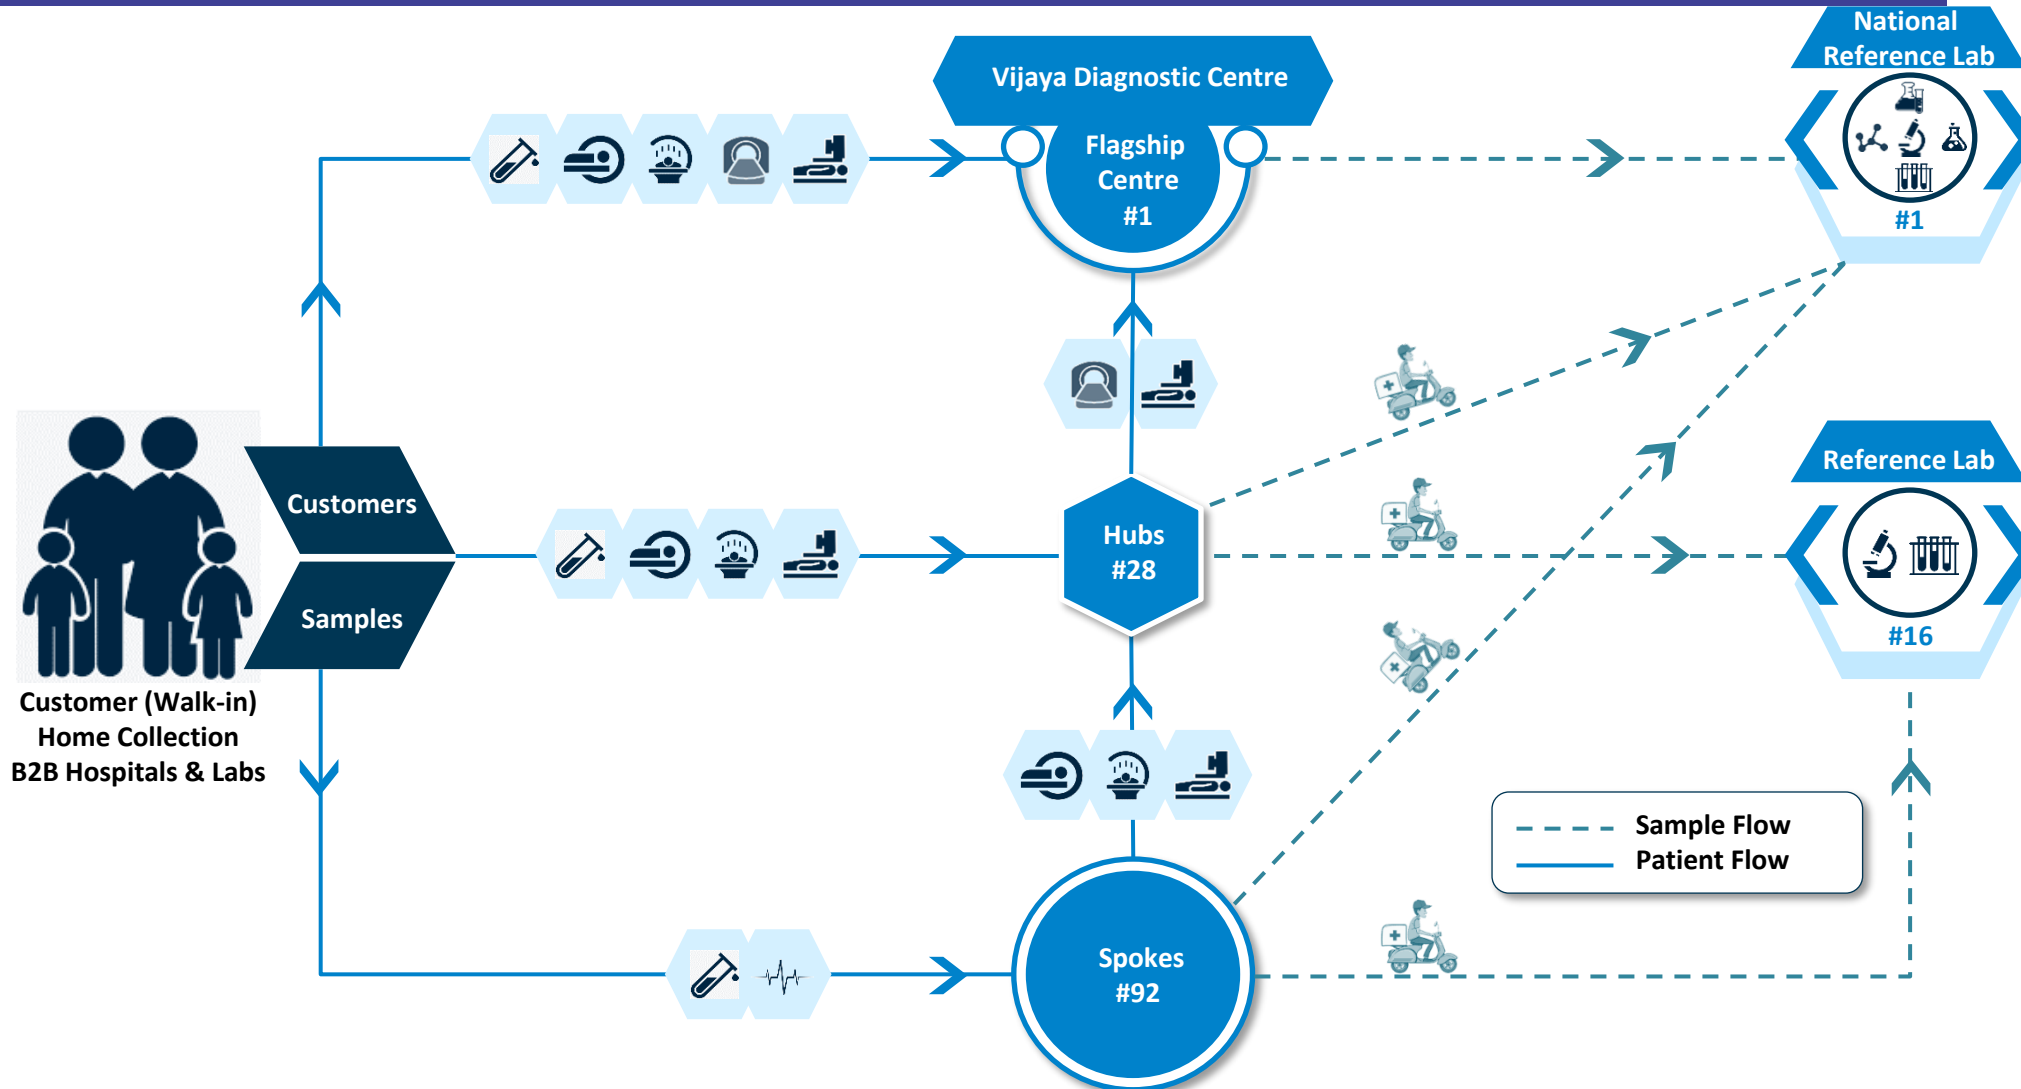 National
Reference Lab
#1
Vijaya Diagnostic Centre
Flagship
Centre
#1
Customers
Samples
Customer (Walk-in)
Home Collection
B2B Hospitals & Labs
Hubs
#28
Reference Lab
#16
Sample Flow
Patient Flow
Spokes
#92